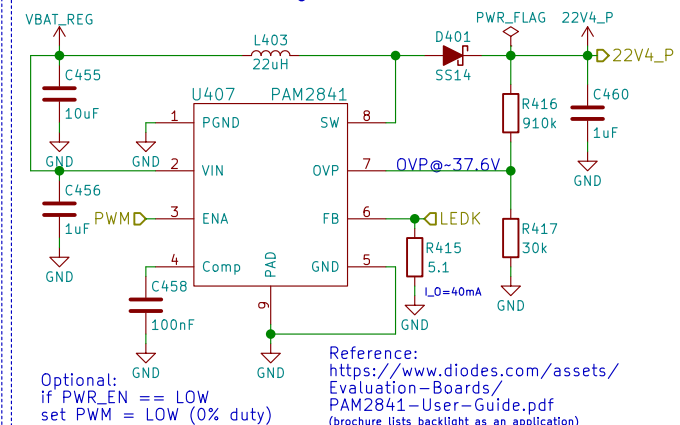 VBAT_REG
PWR_FLAG
22V4_P
L403
22uH
D401
SS14
22V4_P
C455
10uF
GND
U407
PAM2841
R416
910k
C460
1uF
GND
1
PGND
SW
8
GND
2
VIN
OVP
7
OVP@~37.6V
C456
1uF
GND
PWM
3
ENA
FB
6
LEDK
R417
30k
GND
4
Comp
GND
5
R415
5.1
I_O=40mA
GND
PAD
9
C458
100nF
GND
GND
Optional:
if PWR_EN == LOW
set PWM = LOW (0% duty)
Reference:
https://www.diodes.com/assets/
Evaluation-Boards/
PAM2841-User-Guide.pdf
(brochure lists backlight as an application)